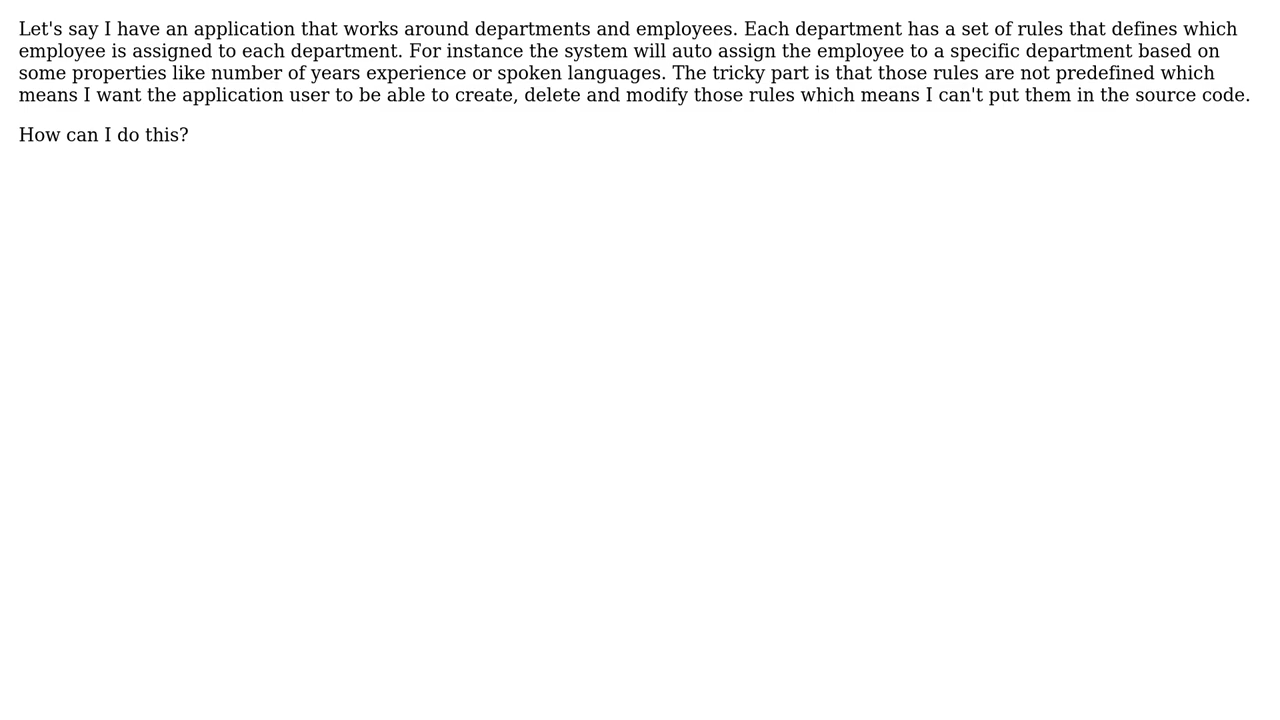 Let's say I have an application that works around departments and employees. Each department has a set of rules that defines which
employee is assigned to each department. For instance the system will auto assign the employee to a specific department based on
some properties like number of years experience or spoken languages. The tricky part is that those rules are not predefined which
means I want the application user to be able to create, delete and modify those rules which means I can't put them in the source code.
How can I do this?